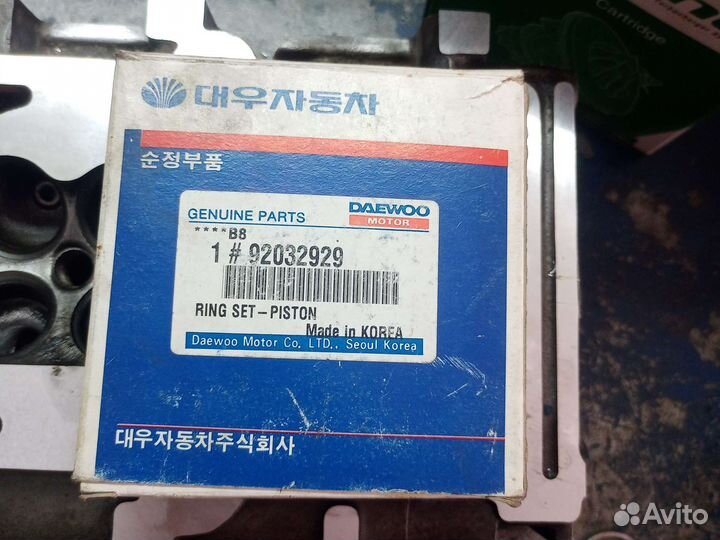 Cartridge
대우자동차
순정부품
GENUINE PARTS
DAEWOO
MOTOR
****B8
1 # 92032929
RING SET-PISTON
Made in KOREA
Daewoo Motor Co, LTD., Seoul Korea
대우자동차주식회사
Avito